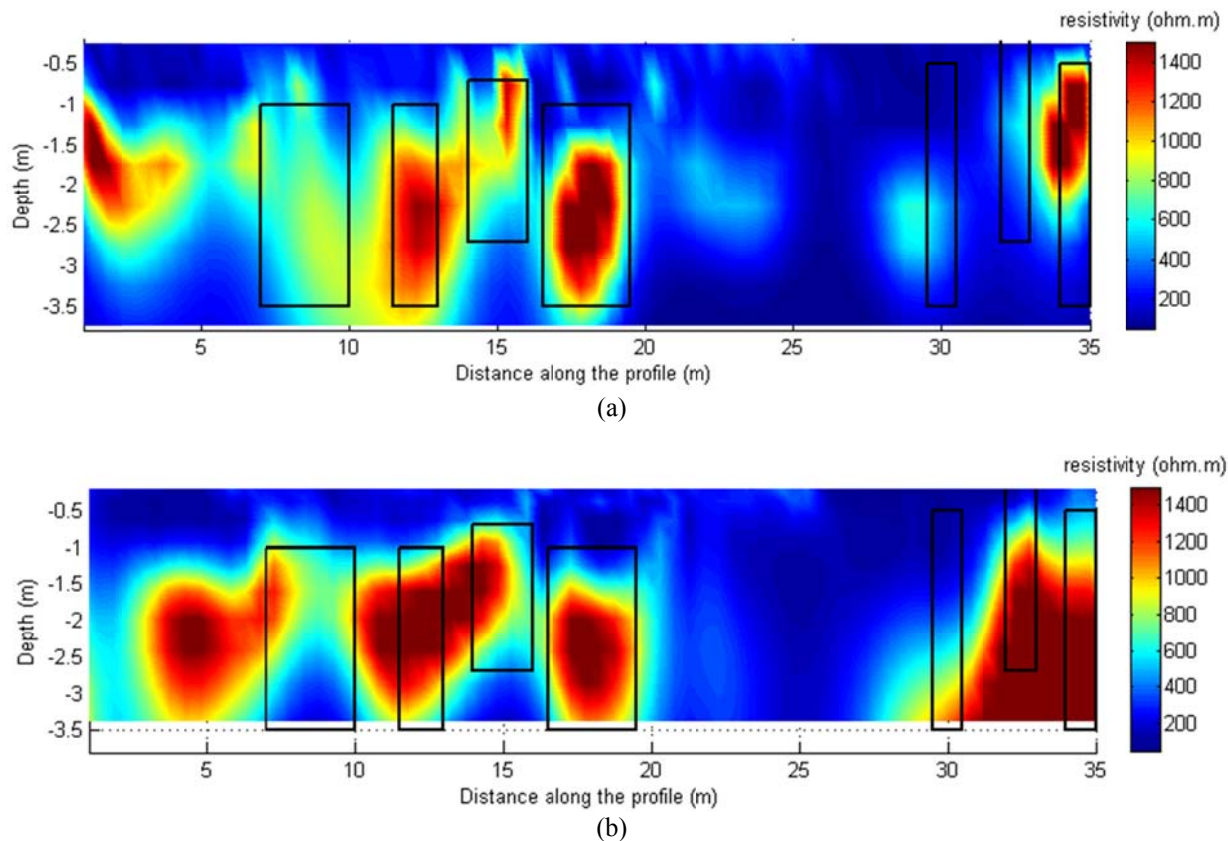 resistivity (ohm.m)
-0.5
-1
-1.5
-2
-2.5
-3
-3.5
Depth (m)
1400
1200
1000
800
600
400
200
5 10 15 20 25 30 35
Distance along the profile (m)
(a)
resistivity (ohm.m)
-0.5
-1
-1.5
-2
-2.5
-3
-3.5
Depth (m)
1400
1200
1000
800
600
400
200
5 10 15 20 25 30 35
Distance along the profile (m)
(b)